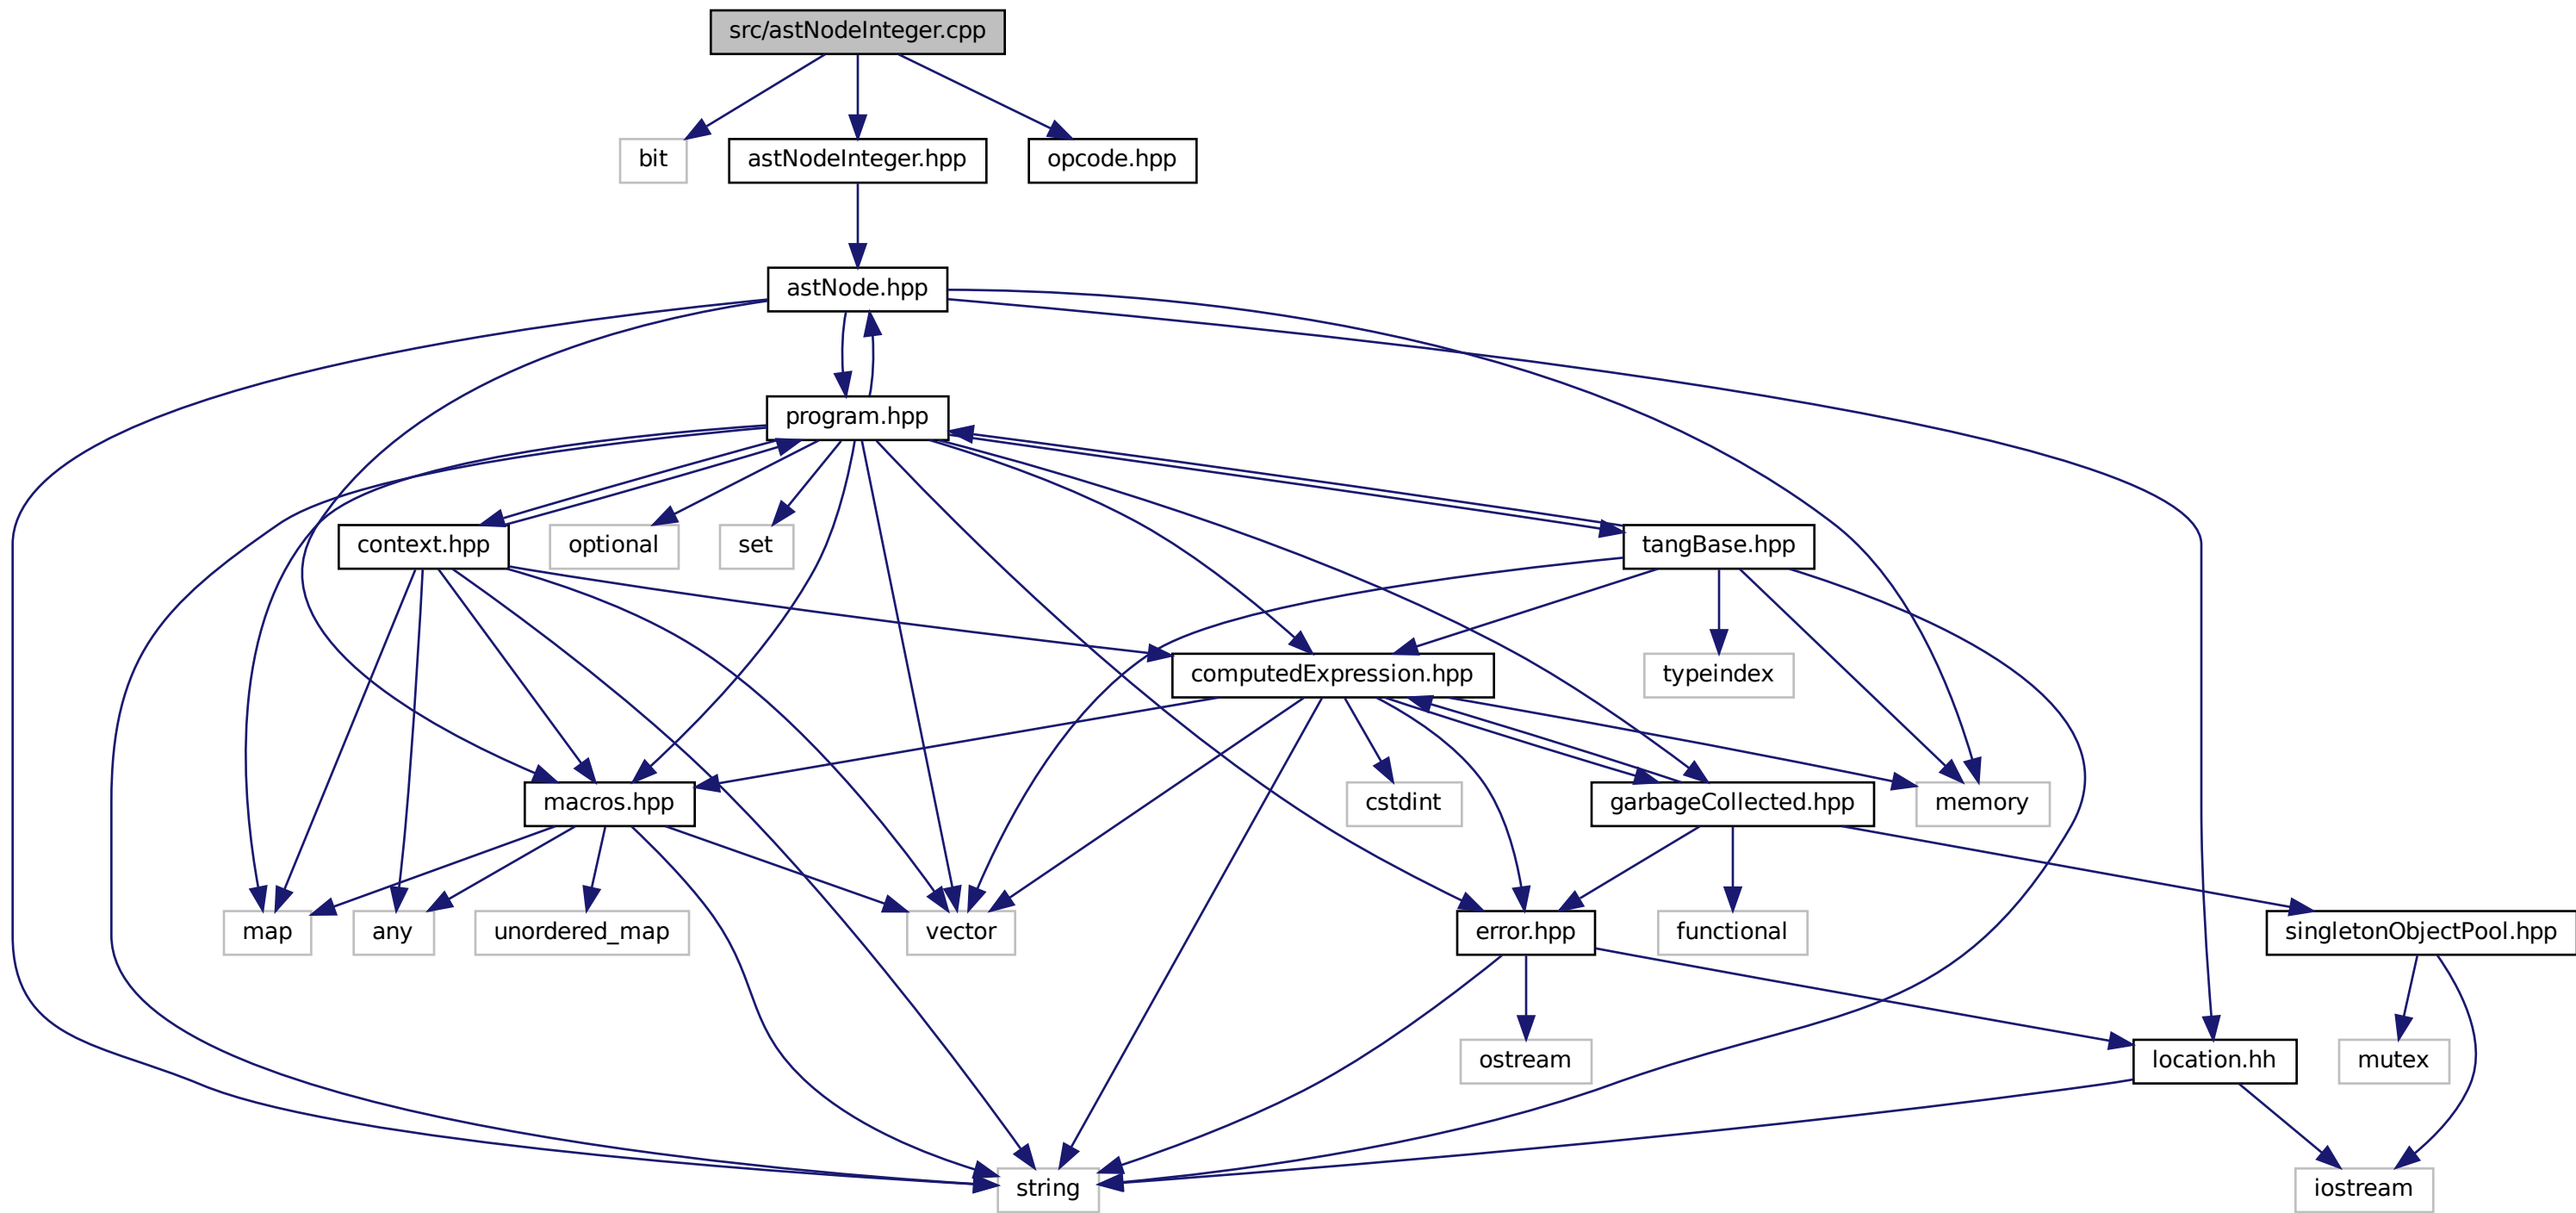 src/astNodeInteger.cpp
bit
astNodeInteger.hpp
opcode.hpp
astNode.hpp
program.hpp
context.hpp
optional
set
tangBase.hpp
computedExpression.hpp
typeindex
macros.hpp
cstdint
garbageCollected.hpp
memory
map
any
unordered_map
vector
error.hpp
functional
singletonObjectPool.hpp
ostream
location.hh
mutex
string
iostream